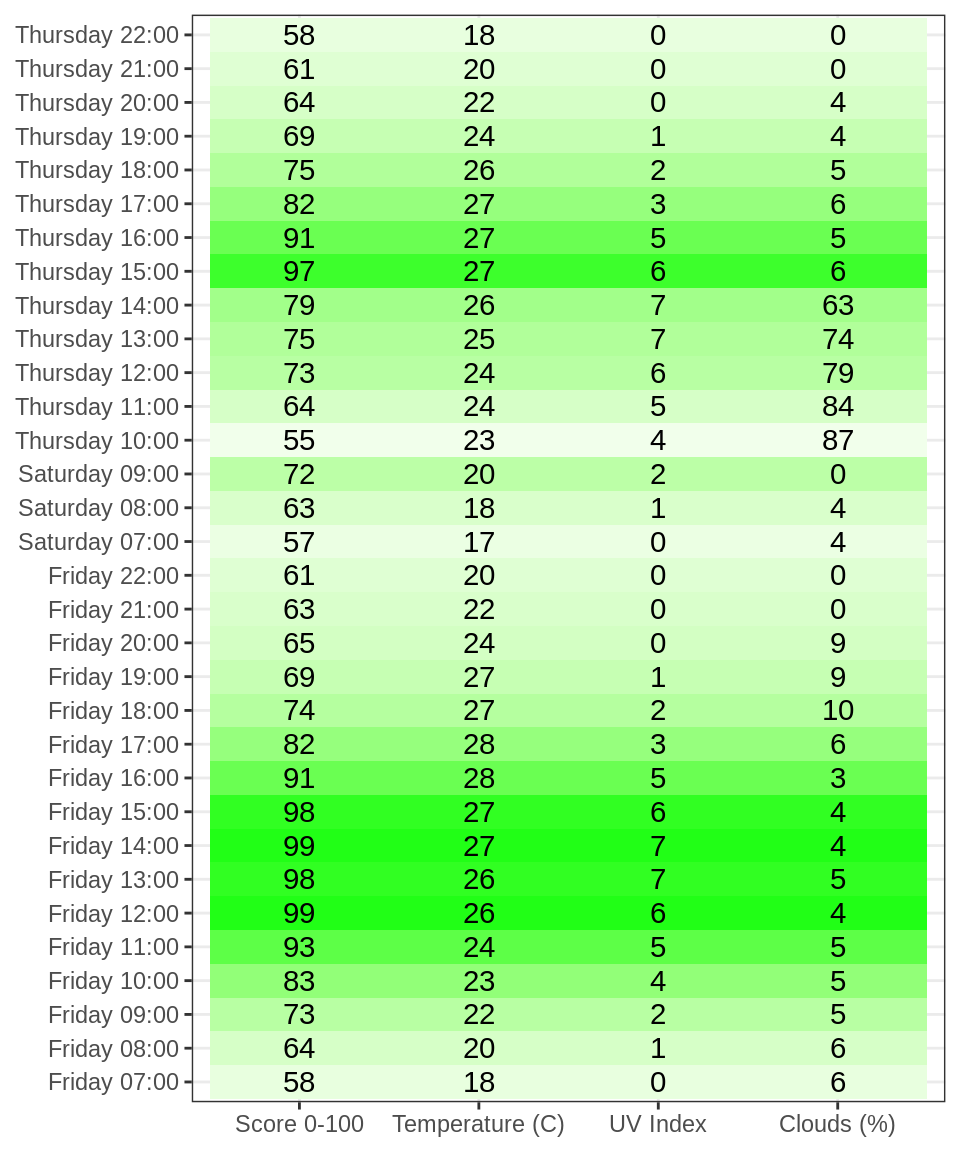 Thursday 22:00 58 18 0 0
Thursday 21:00 61 20 0 0
Thursday 20:00 64 22 0 4
Thursday 19:00 69 24 1 4
Thursday 18:00 75 26 2 5
Thursday 17:00 82 27 3 6
Thursday 16:00 91 27 5 5
Thursday 15:00 97 27 6 6
Thursday 14:00 79 26 7 63
Thursday 13:00 75 25 7 74
Thursday 12:00 73 24 6 79
Thursday 11:00 64 24 5 84
Thursday 10:00 55 23 4 87
Saturday 09:00 72 20 2 0
Saturday 08:00 63 18 1 4
Saturday 07:00 57 17 0 4
Friday 22:00 61 20 0 0
Friday 21:00 63 22 0 0
Friday 20:00 65 24 0 9
Friday 19:00 69 27 1 9
Friday 18:00 74 27 2 10
Friday 17:00 82 28 3 6
Friday 16:00 91 28 5 3
Friday 15:00 98 27 6 4
Friday 14:00 99 27 7 4
Friday 13:00 98 26 7 5
Friday 12:00 99 26 6 4
Friday 11:00 93 24 5 5
Friday 10:00 83 23 4 5
Friday 09:00 73 22 2 5
Friday 08:00 64 20 1 6
Friday 07:00 58 18 0 6
Score 0-100 Temperature (C) UV Index Clouds (%)